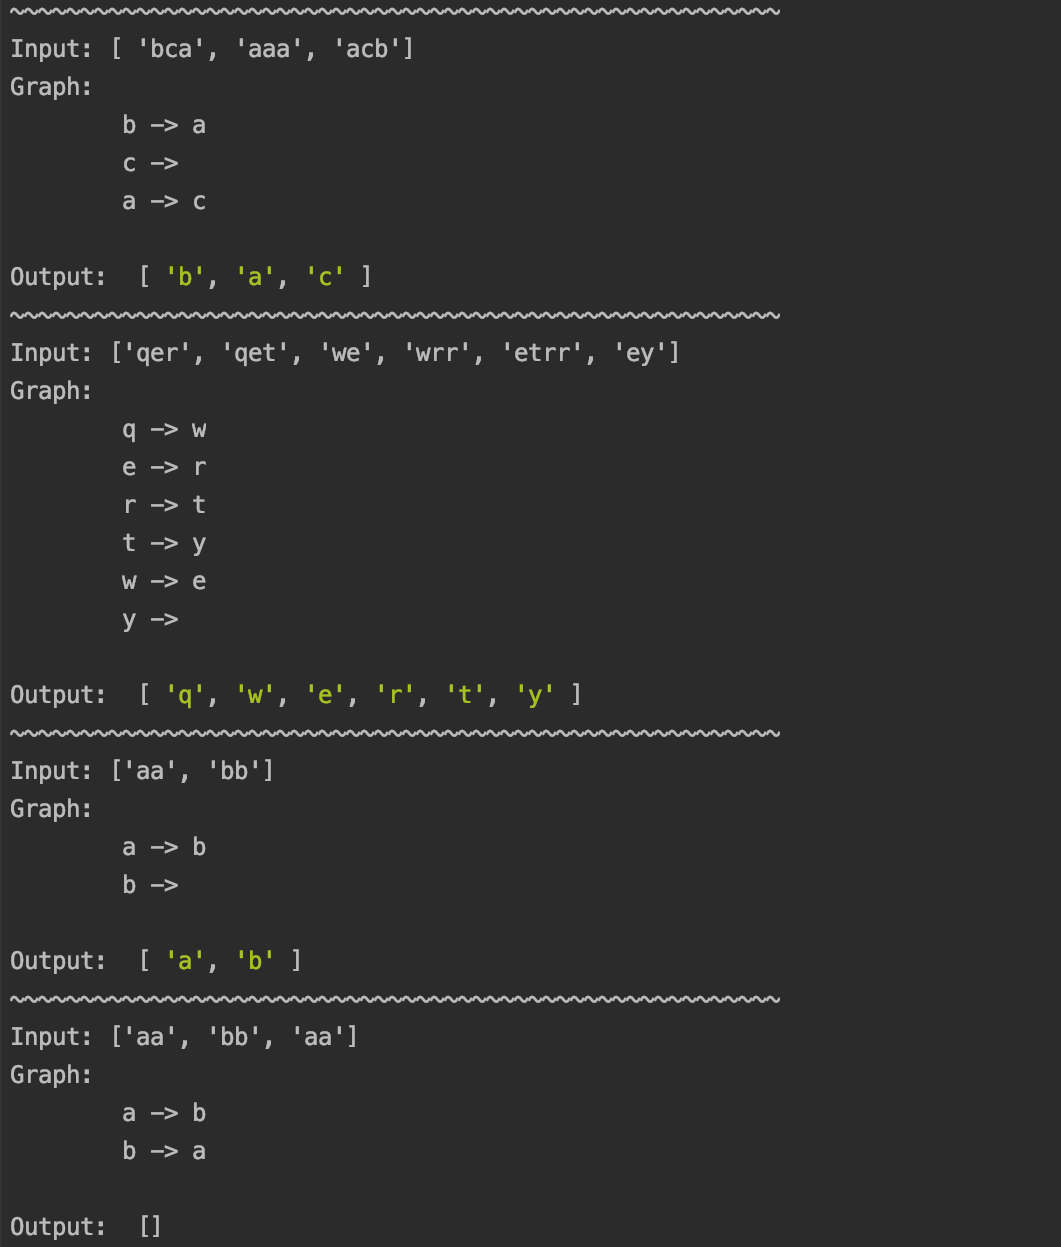 ~~~~~~~~~~~~~~~~~~~~~~~~~~~~~~~~~~~~~~~~~~~~~~~~~~~~~~~
Input: [ 'bca', 'aaa', 'acb']
Graph:
b -> a
c ->
a -> c
Output:  [ 'b', 'a', 'c' ]
~~~~~~~~~~~~~~~~~~~~~~~~~~~~~~~~~~~~~~~~~~~~~~~~~~~~~~~
Input: ['qer', 'qet', 'we', 'wrr', 'etrr', 'ey']
Graph:
q -> w
e -> r
r -> t
t -> y
w -> e
y ->
Output:  [ 'q', 'w', 'e', 'r', 't', 'y' ]
~~~~~~~~~~~~~~~~~~~~~~~~~~~~~~~~~~~~~~~~~~~~~~~~~~~~~~~
Input: ['aa', 'bb']
Graph:
a -> b
b ->
Output:  [ 'a', 'b' ]
~~~~~~~~~~~~~~~~~~~~~~~~~~~~~~~~~~~~~~~~~~~~~~~~~~~~~~~
Input: ['aa', 'bb', 'aa']
Graph:
a -> b
b -> a
Output:  []